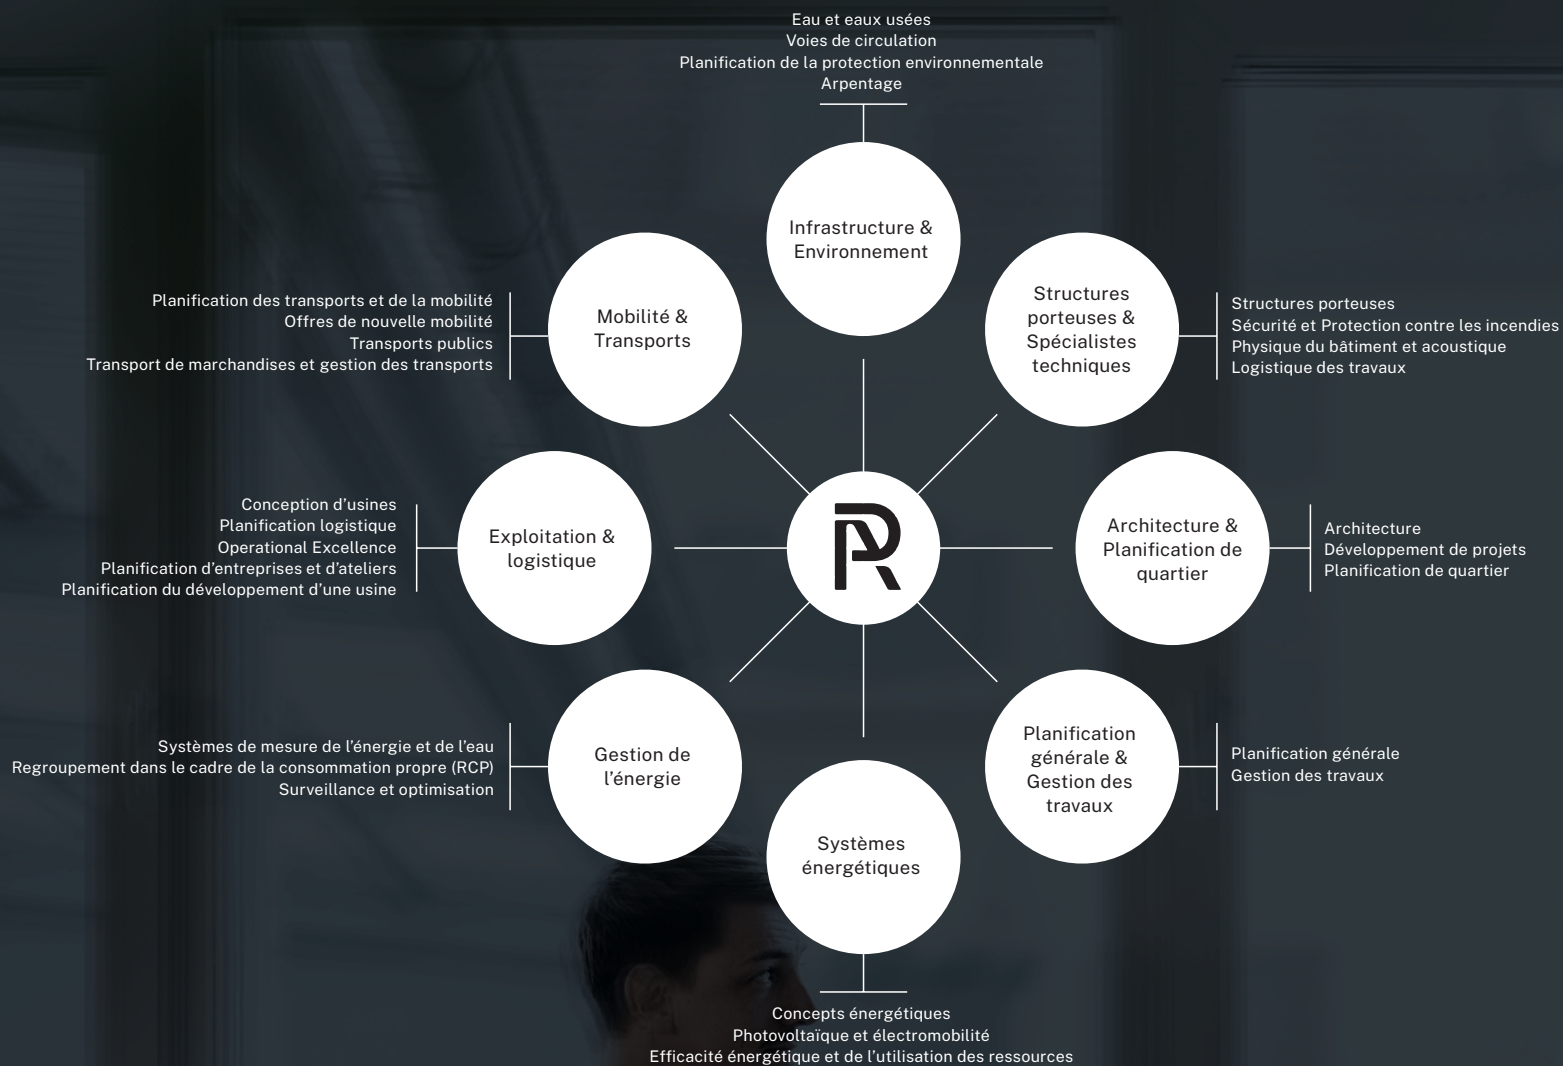 Eau et eaux usées
Voies de circulation
Planification de la protection environnementale
Arpentage
Infrastructure &
Environnement
Structures
porteuses &
Spécialistes
techniques
Structures porteuses
Sécurité et Protection contre les incendies
Physique du bâtiment et acoustique
Logistique des travaux
Architecture &
Planification de
quartier
Architecture
Développement de projets
Planification de quartier
Planification
générale &
Gestion des
travaux
Planification générale
Gestion des travaux
Systèmes
énergétiques
Concepts énergétiques
Photovoltaïque et électromobilité
Efficacité énergétique et de l'utilisation des ressources
Gestion de
l'énergie
Systèmes de mesure de l'énergie et de l'eau
Regroupement dans le cadre de la consommation propre (RCP)
Surveillance et optimisation
Exploitation &
logistique
Conception d'usines
Planification logistique
Operational Excellence
Planification d'entreprises et d'ateliers
Planification du développement d'une usine
Mobilité &
Transports
Planification des transports et de la mobilité
Offres de nouvelle mobilité
Transports publics
Transport de marchandises et gestion des transports
R